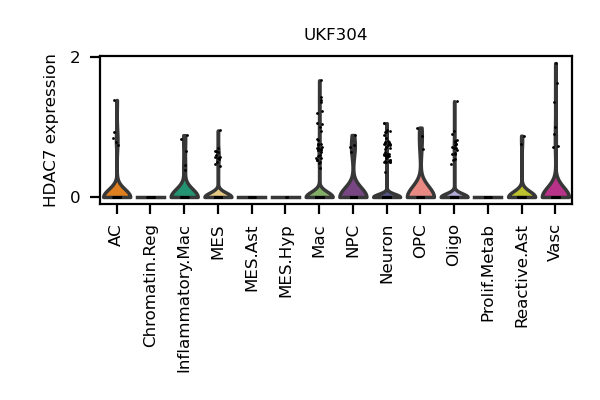 UKF304
HDAC7 expression
2
0
AC
Chromatin.Reg
Inflammatory.Mac
MES
MES.Ast
MES.Hyp
Mac
NPC
Neuron
OPC
Oligo
Prolif.Metab
Reactive.Ast
Vasc